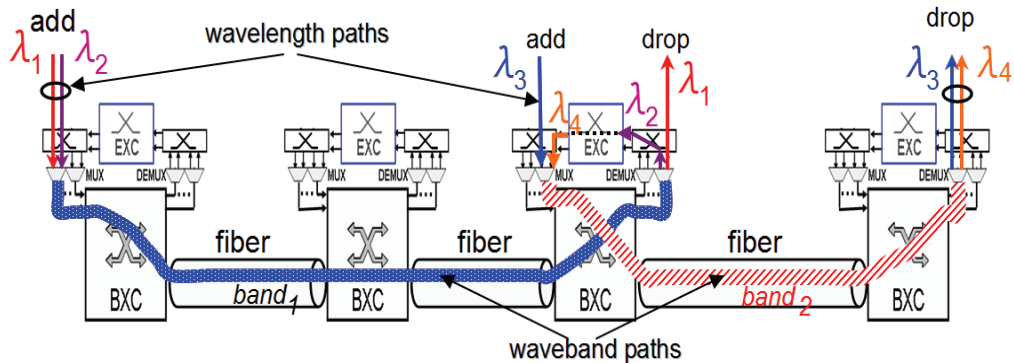 add
wavelength paths
add
drop
drop
λ1
λ2
λ3
λ1
λ3
λ4
λ4
λ2
EXC
EXC
EXC
EXC
MUX
DEMUX
MUX
DEMUX
MUX
DEMUX
MUX
DEMUX
fiber
fiber
fiber
band1
band2
BXC
BXC
BXC
BXC
waveband paths